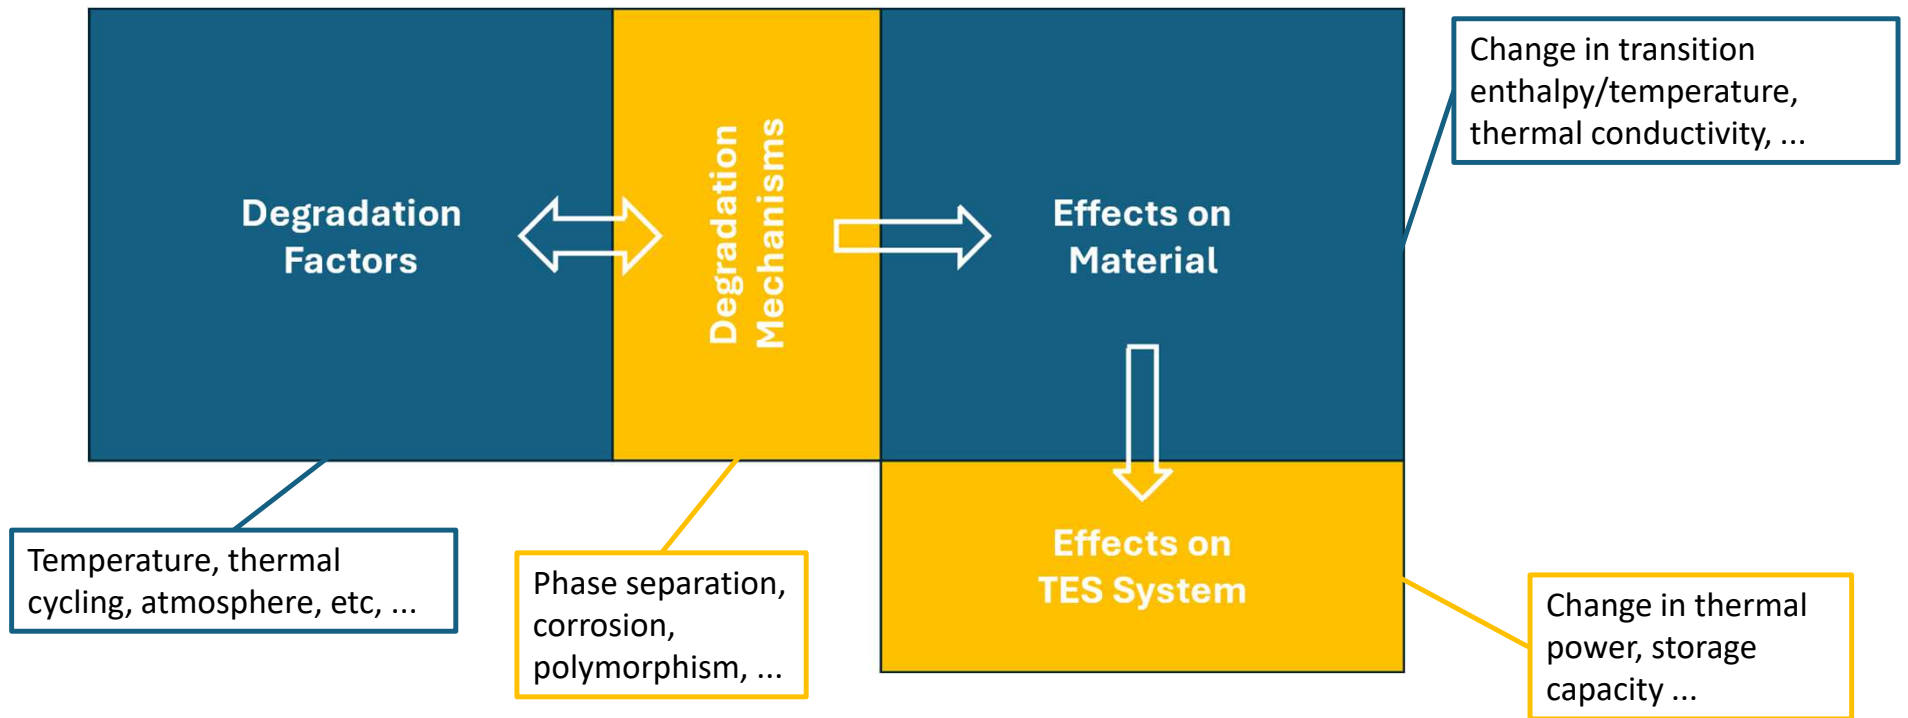 Degradation
Factors
Degradation
Mechanisms
Effects on
Material
Change in transition
enthalpy/temperature,
thermal conductivity, ...
Effects on
TES System
Temperature, thermal
cycling, atmosphere, etc, ...
Phase separation,
corrosion,
polymorphism, ...
Change in thermal
power, storage
capacity ...